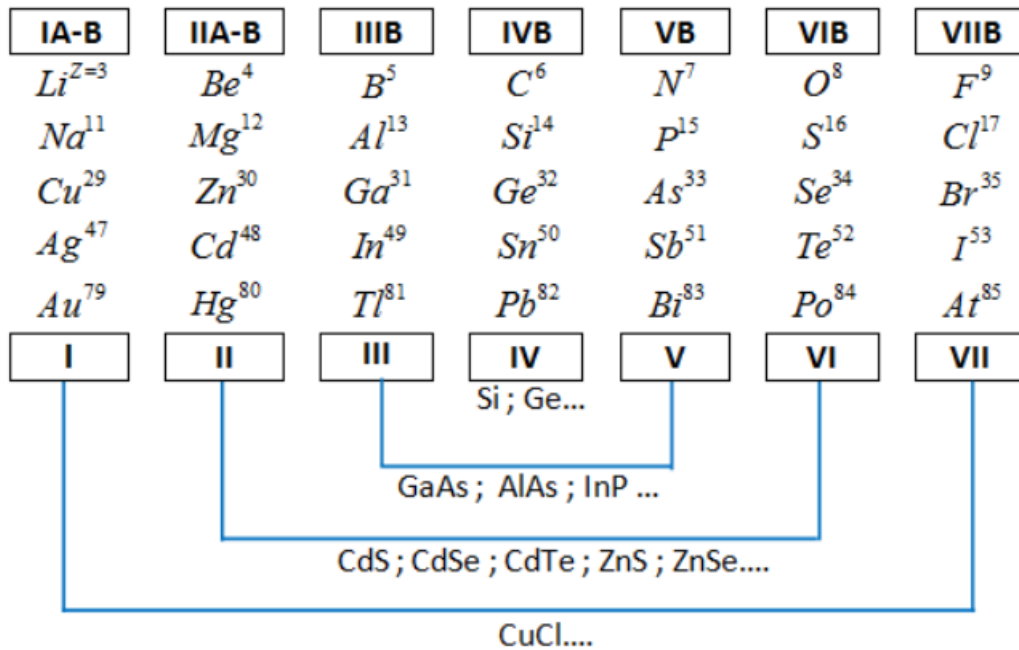 IA-B IIA-B IIIB IVB VB VIB VIIB
Li^Z=3 Be^4 B^5 C^6 N^7 O^8 F^9
Na^11 Mg^12 Al^13 Si^14 P^15 S^16 Cl^17
Cu^29 Zn^30 Ga^31 Ge^32 As^33 Se^34 Br^35
Ag^47 Cd^48 In^49 Sn^50 Sb^51 Te^52 I^53
Au^79 Hg^80 Tl^81 Pb^82 Bi^83 Po^84 At^85
I II III IV V VI VII
Si ; Ge...
GaAs ; AlAs ; InP ...
CdS ; CdSe ; CdTe ; ZnS ; ZnSe....
CuCl....